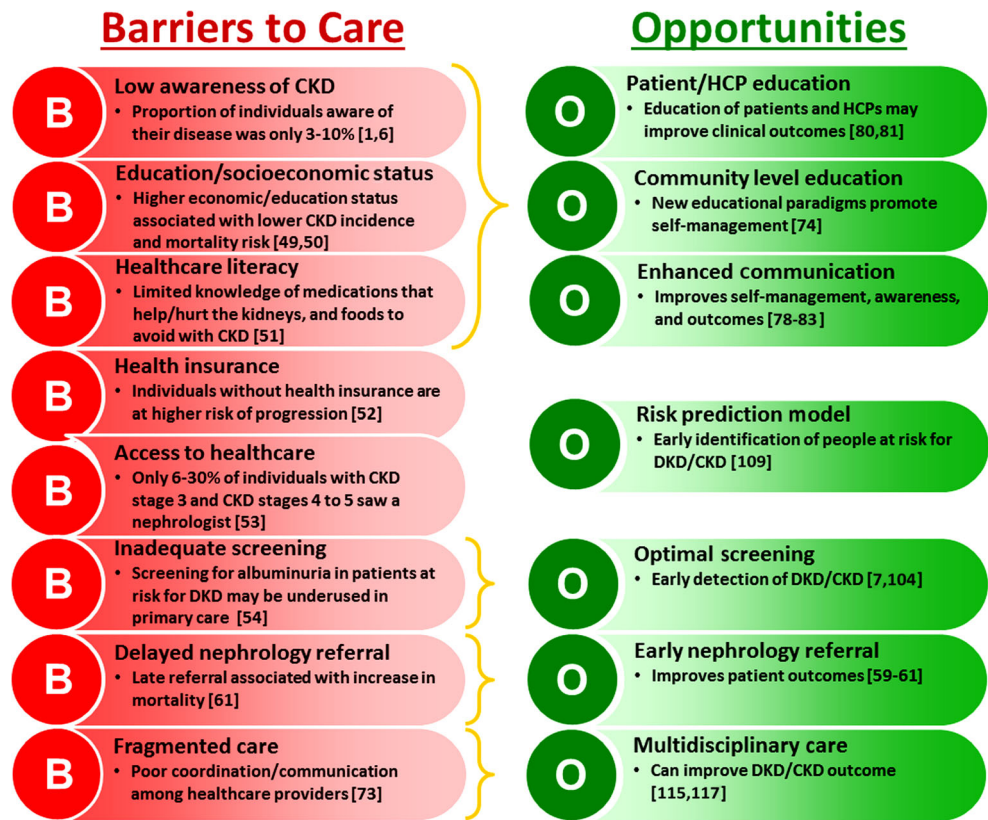 Barriers to Care
B
Low awareness of CKD
• Proportion of individuals aware of
their disease was only 3-10% [1,6]
B
Education/socioeconomic status
• Higher economic/education status
associated with lower CKD incidence
and mortality risk [49,50]
B
Healthcare literacy
• Limited knowledge of medications that
help/hurt the kidneys, and foods to
avoid with CKD [51]
B
Health insurance
• Individuals without health insurance are
at higher risk of progression [52]
B
Access to healthcare
• Only 6-30% of individuals with CKD
stage 3 and CKD stages 4 to 5 saw a
nephrologist [53]
B
Inadequate screening
• Screening for albuminuria in patients at
risk for DKD may be underused in
primary care [54]
B
Delayed nephrology referral
• Late referral associated with increase in
mortality [61]
B
Fragmented care
• Poor coordination/communication
among healthcare providers [73]
Opportunities
O
Patient/HCP education
• Education of patients and HCPs may
improve clinical outcomes [80,81]
O
Community level education
• New educational paradigms promote
self-management [74]
O
Enhanced communication
• Improves self-management, awareness,
and outcomes [78-83]
O
Risk prediction model
• Early identification of people at risk for
DKD/CKD [109]
O
Optimal screening
• Early detection of DKD/CKD [7,104]
O
Early nephrology referral
• Improves patient outcomes [59-61]
O
Multidisciplinary care
• Can improve DKD/CKD outcome
[115,117]